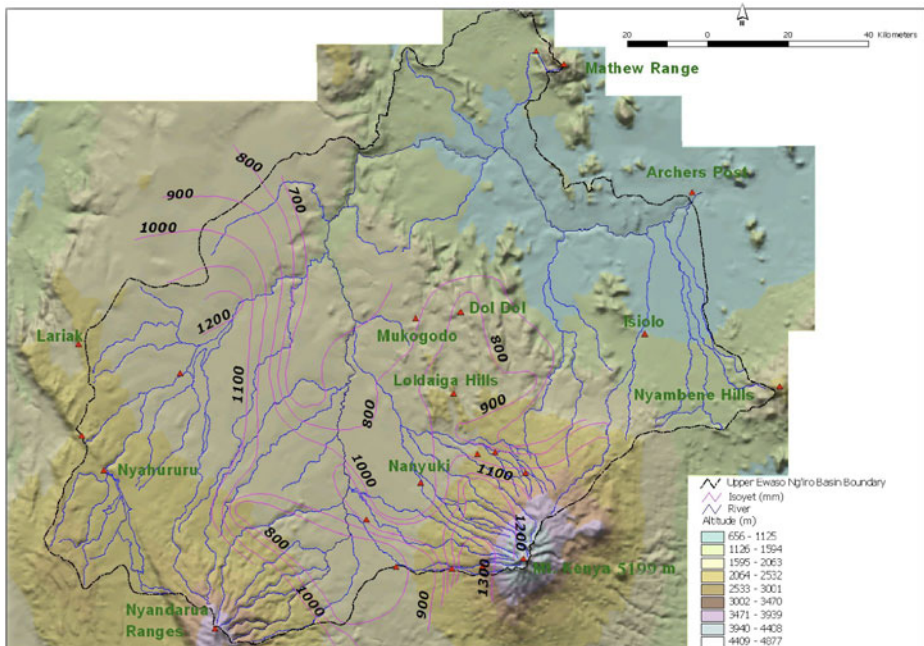 N
20 0 20 40 Kilometers
Mathew Range
Archers Post
800
900
700
1000
Dol Dol
1200
Mukogodo
Isiolo
Lariak
800
1100
Loldaiga Hills
Nyambene Hills
900
800
Nyahururu
1000
Nanyuki
1100
800
1200
Mt. Kenya 5199 m
1300
900
1000
Nyandarua
Ranges
Upper Ewaso Ng'iro Basin Boundary
Isoyet (mm)
River
Altitude (m)
656 - 1125
1126 - 1594
1595 - 2063
2064 - 2532
2533 - 3001
3002 - 3470
3471 - 3939
3940 - 4408
4409 - 4877